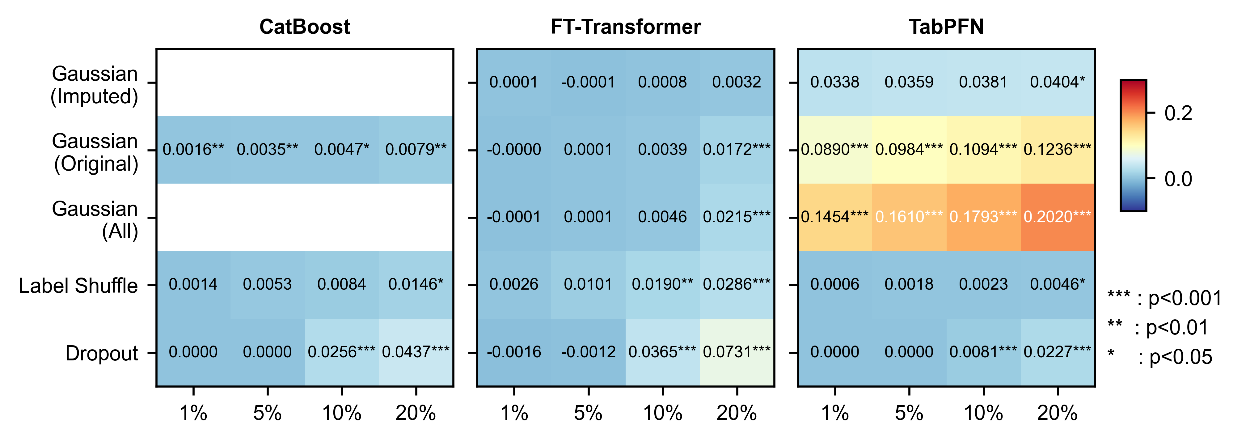 CatBoost FT-Transformer TabPFN
Gaussian
(Imputed)
0.0001 -0.0001 0.0008 0.0032 0.0338 0.0359 0.0381 0.0404*
Gaussian
(Original)
0.0016** 0.0035** 0.0047* 0.0079** -0.0000 0.0001 0.0039 0.0172*** 0.0890*** 0.0984*** 0.1094*** 0.1236***
Gaussian
(All)
-0.0001 0.0001 0.0046 0.0215*** 0.1454*** 0.1610*** 0.1793*** 0.2020***
Label Shuffle 0.0014 0.0053 0.0084 0.0146* 0.0026 0.0101 0.0190** 0.0286*** 0.0006 0.0018 0.0023 0.0046*
Dropout 0.0000 0.0000 0.0256*** 0.0437*** -0.0016 -0.0012 0.0365*** 0.0731*** 0.0000 0.0000 0.0081*** 0.0227***
1% 5% 10% 20% 1% 5% 10% 20% 1% 5% 10% 20%
0.2
0.0
*** : p<0.001
** : p<0.01
* : p<0.05